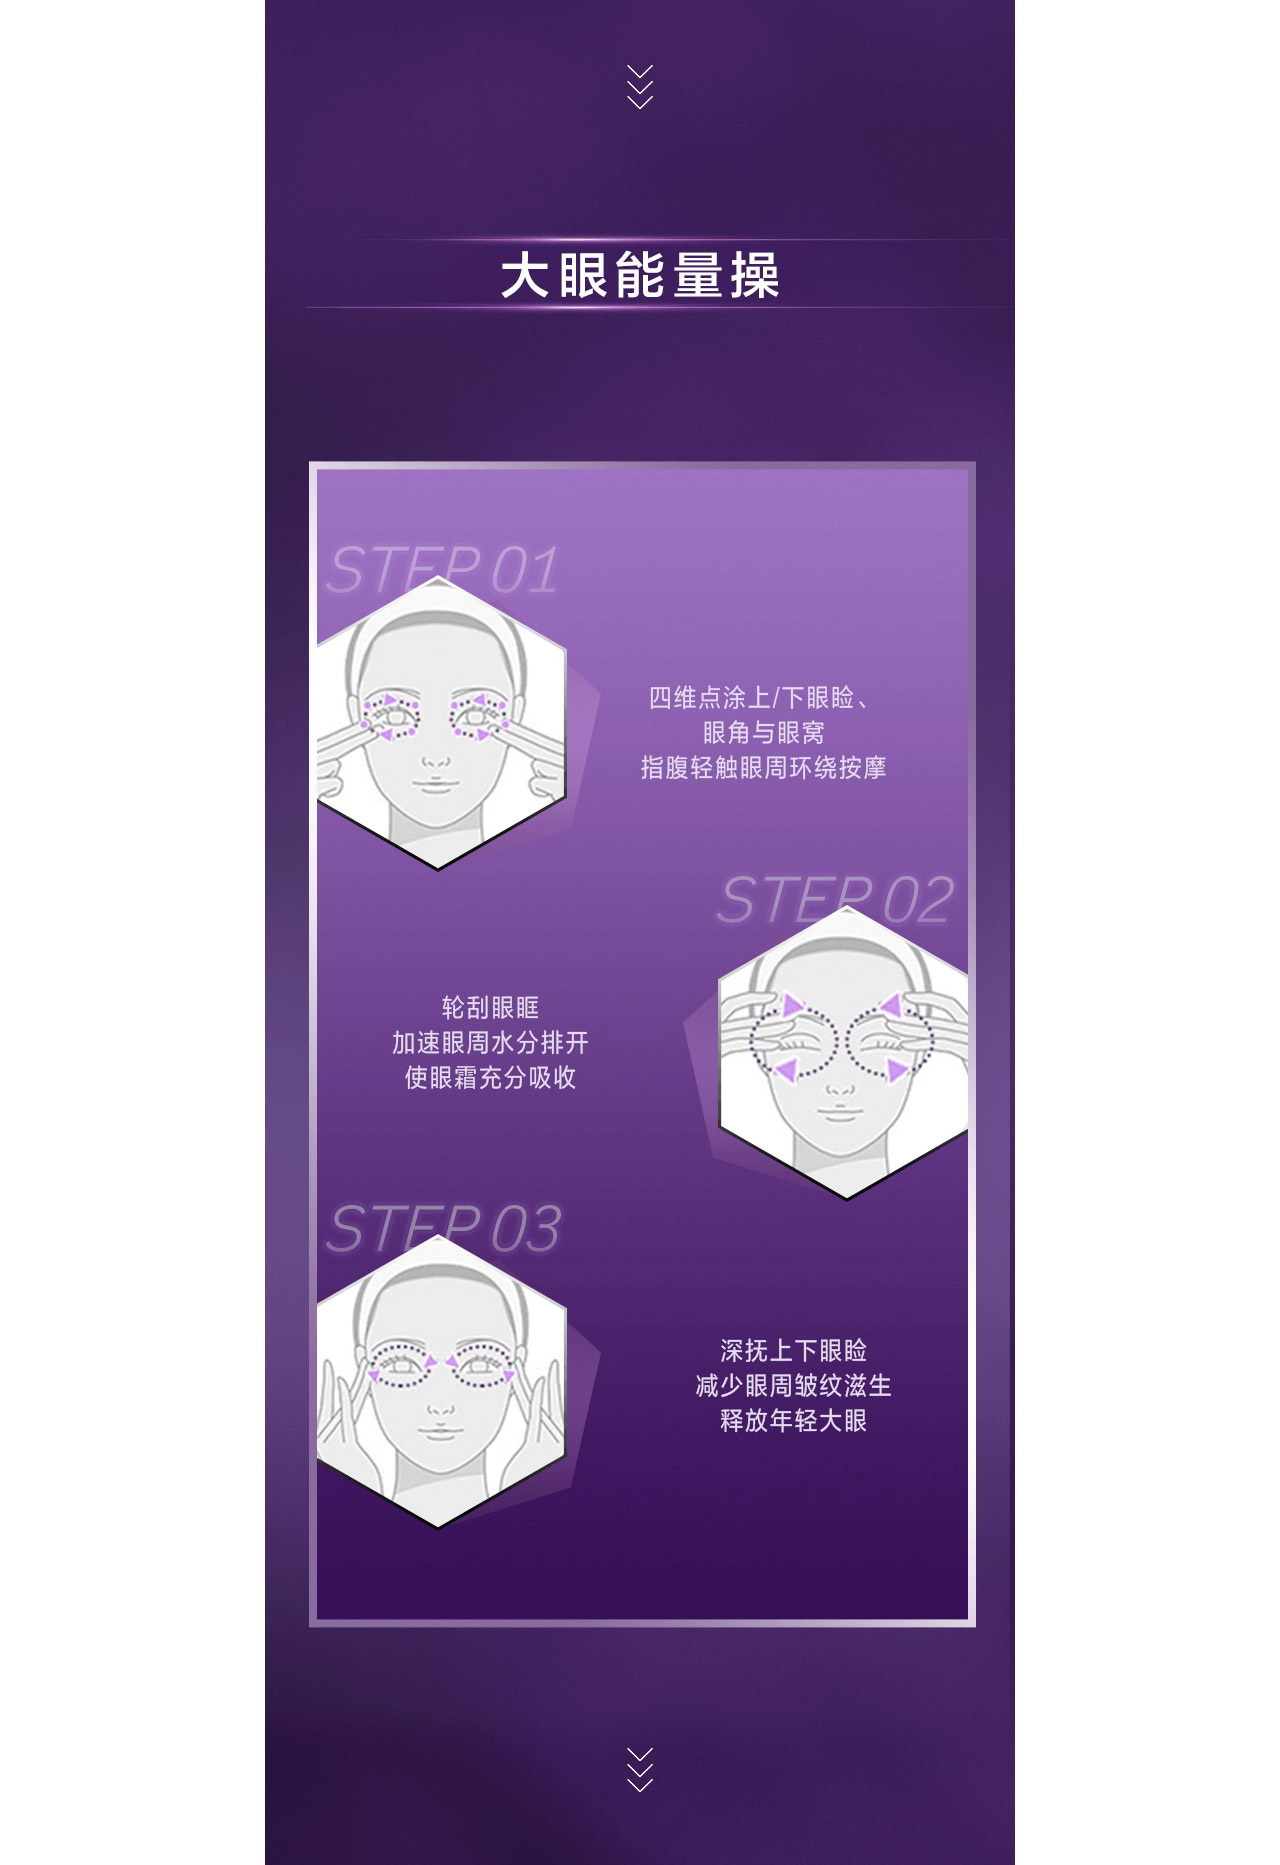 大眼能量操
STEP 01
四维点涂上/下眼睑、
眼角与眼窝
指腹轻触眼周环绕按摩
STEP 02
轮刮眼眶
加速眼周水分排开
使眼霜充分吸收
STEP 03
深抚上下眼睑
减少眼周皱纹滋生
释放年轻大眼